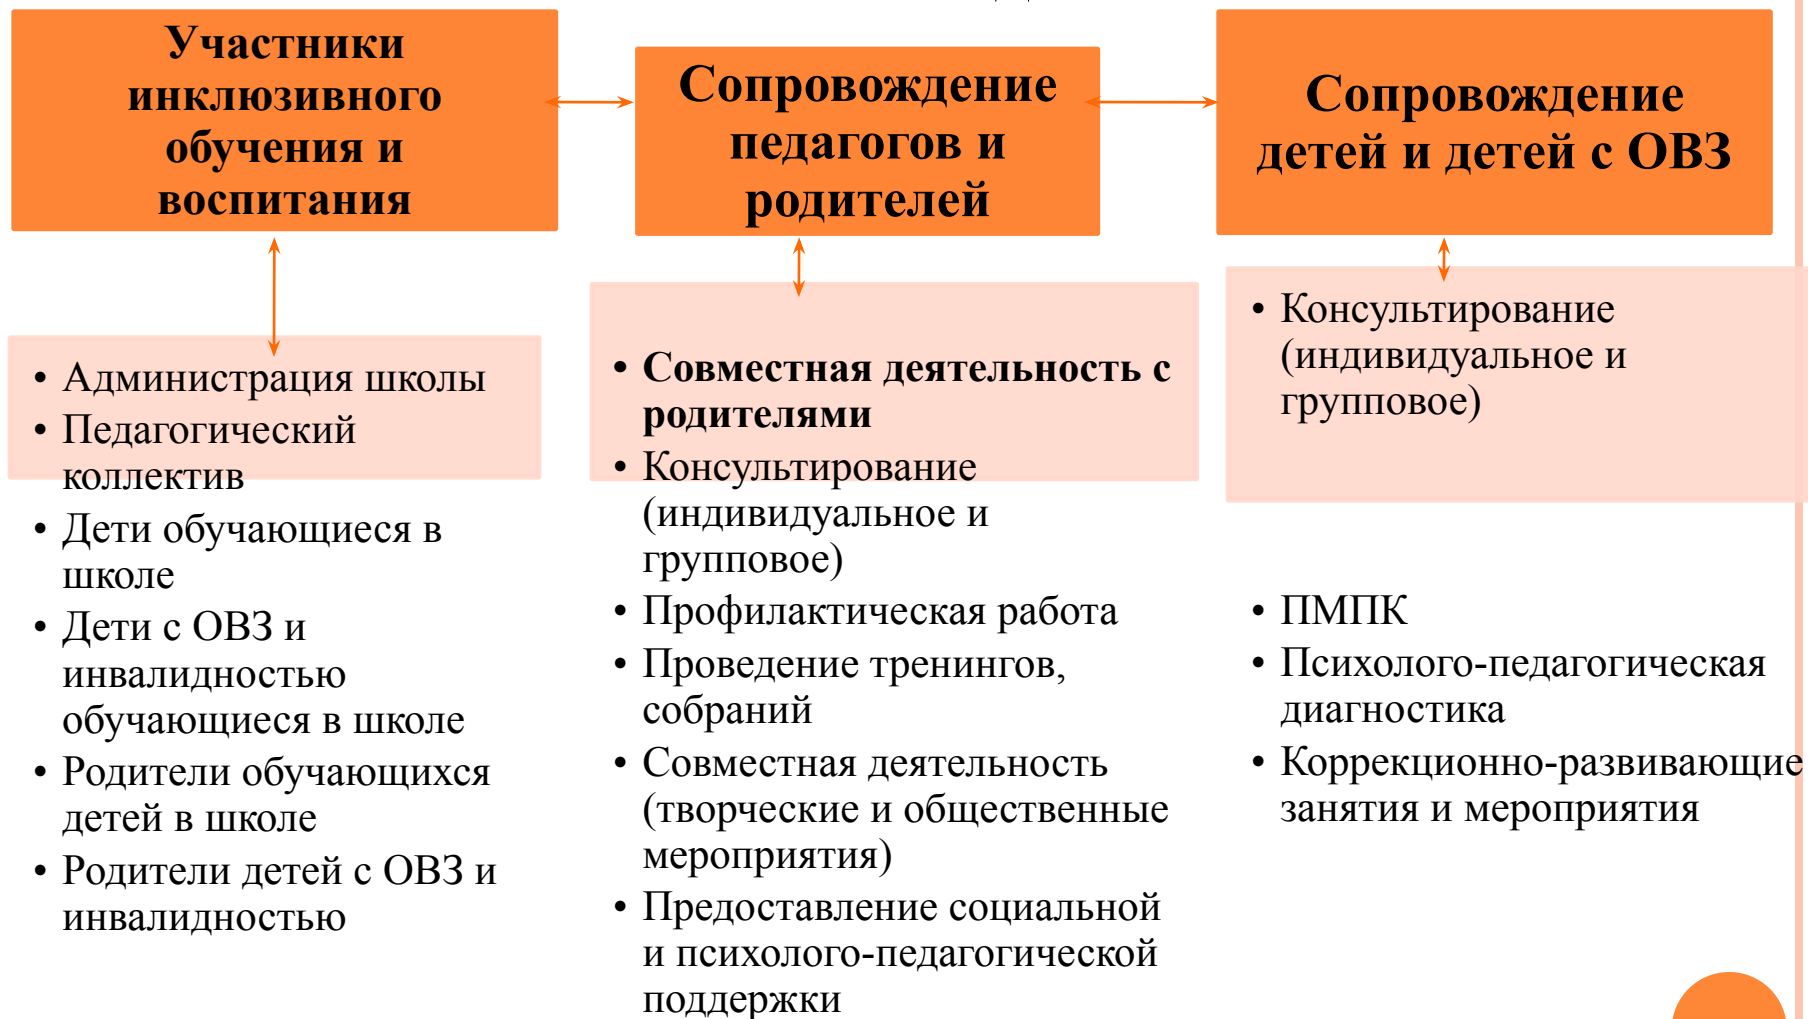 Участники
инклюзивного
обучения и
воспитания
• Администрация школы
• Педагогический
коллектив
• Дети обучающиеся в
школе
• Дети с ОВЗ и
инвалидностью
обучающиеся в школе
• Родители обучающихся
детей в школе
• Родители детей с ОВЗ и
инвалидностью
Сопровождение
педагогов и
родителей
• Совместная деятельность с
родителями
• Консультирование
(индивидуальное и
групповое)
• Профилактическая работа
• Проведение тренингов,
собраний
• Совместная деятельность
(творческие и общественные
мероприятия)
• Предоставление социальной
и психолого-педагогической
поддержки
Сопровождение
детей и детей с ОВЗ
• Консультирование
(индивидуальное и
групповое)
• ПМПК
• Психолого-педагогическая
диагностика
• Коррекционно-развивающие
занятия и мероприятия